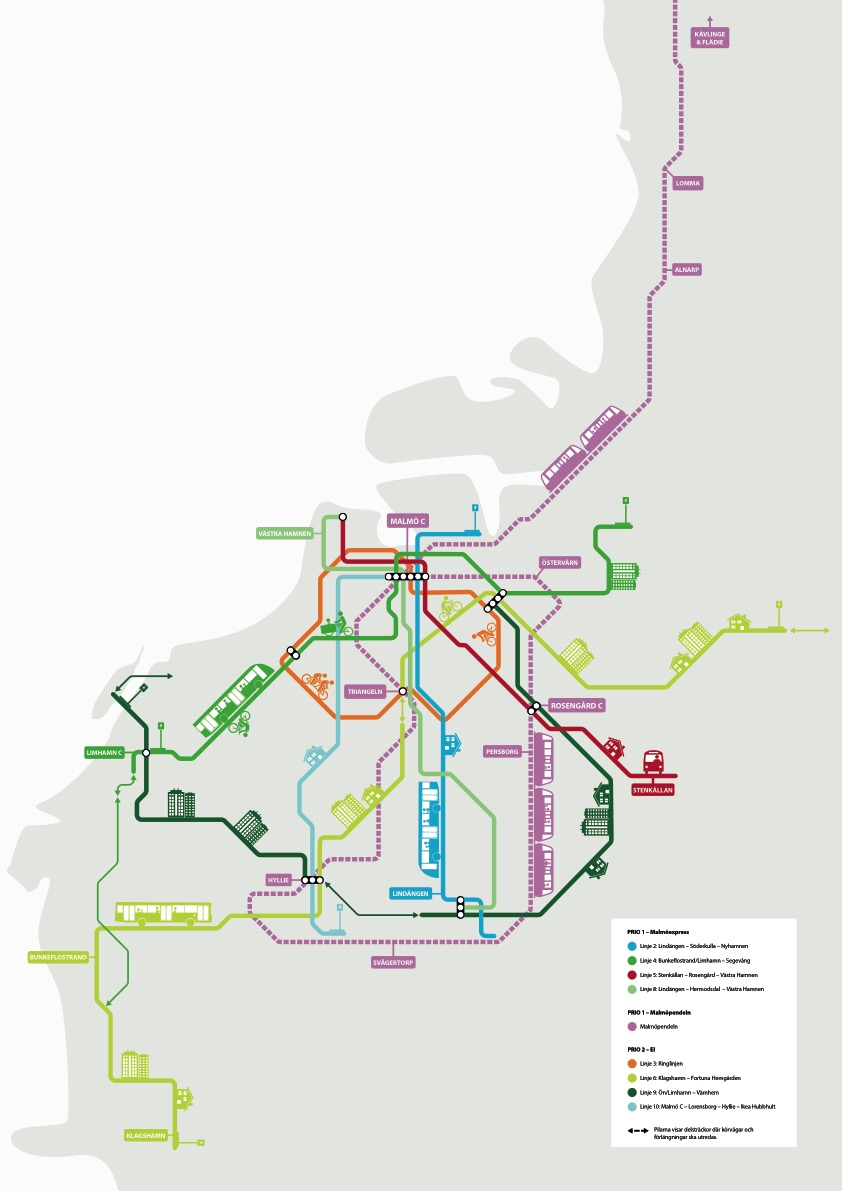 KÄVLINGE
& FLÄDIE
LOMMA
ALNARP
MALMÖ C
VÄSTRA HAMNEN
ÖSTERVÄRN
TRIANGELN
ROSENGÅRD C
LIMHAMN C
PERSBORG
STENKÄLLAN
HYLLIE
LINDÄNGEN
BUNKEFLOSTRAND
SVÅGERTORP
KLAGSHAMN
PRIO 1 – Malmöexpress
Linje 2: Lindängen – Söderkulla – Nyhamnen
Linje 4: Bunkeflostrand/Limhamn – Segevång
Linje 5: Stenkällan – Rosengård – Västra Hamnen
Linje 8: Lindängen – Hermodsdal – Västra Hamnen
PRIO 1 – Malmöpendeln
Malmöpendeln
PRIO 2 – El
Linje 3: Ringlinjen
Linje 6: Klagshamn – Fortuna Hemgården
Linje 9: Ön/Limhamn – Värnhem
Linje 10: Malmö C – Lorensborg – Hyllie – Ikea Hubbhult
Pilarna visar delsträckor där körvägar och
förlängningar ska utredas.